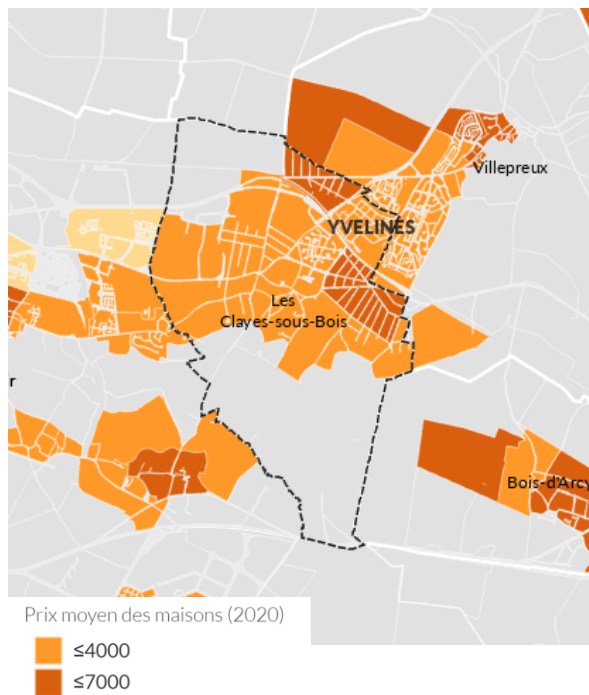 Villepreux
YVELINES
Les
Clayes-sous-Bois
r
Bois-d'Arcy
Prix moyen des maisons (2020)
≤4000
≤7000